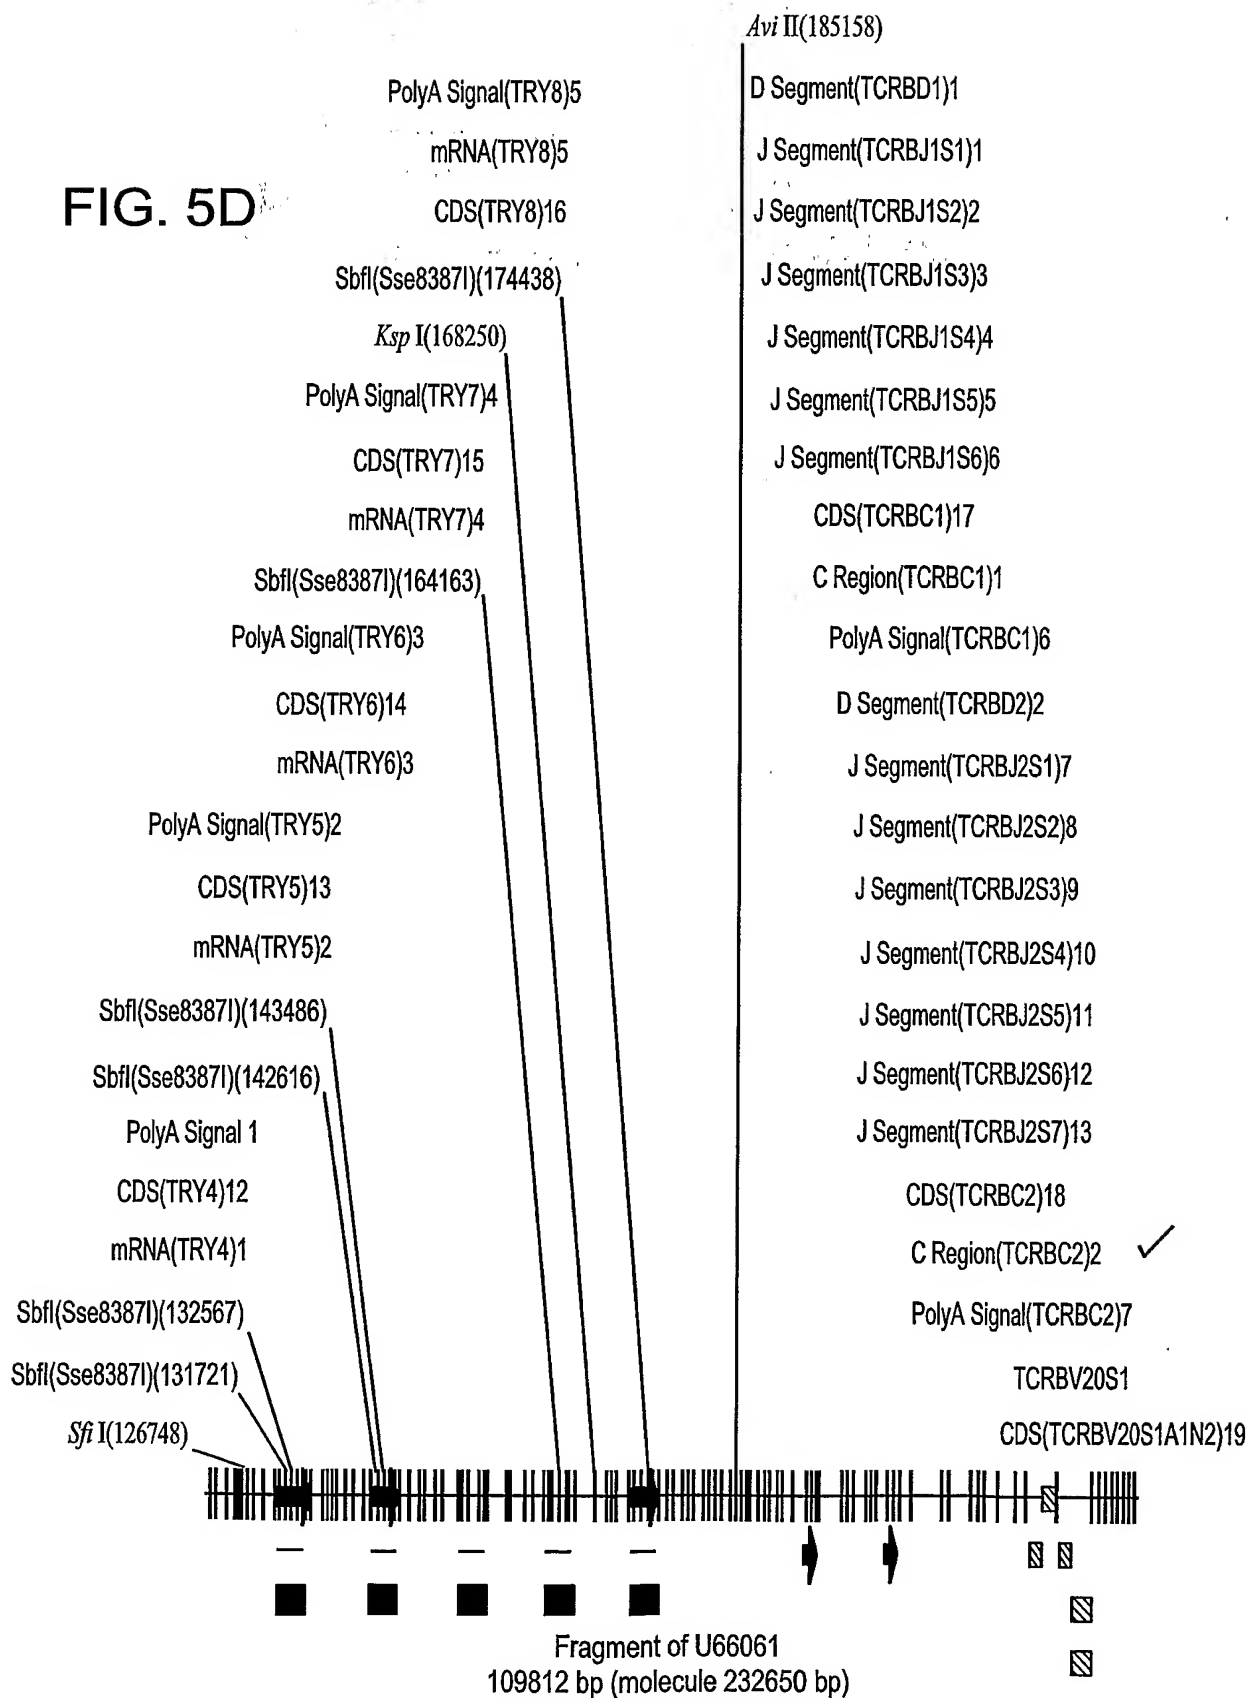 FIG. 5D
PolyA Signal(TRY8)5
mRNA(TRY8)5
CDS(TRY8)16
SbfI(Sse8387I)(174438)
Ksp I(168250)
PolyA Signal(TRY7)4
CDS(TRY7)15
mRNA(TRY7)4
SbfI(Sse8387I)(164163)
PolyA Signal(TRY6)3
CDS(TRY6)14
mRNA(TRY6)3
PolyA Signal(TRY5)2
CDS(TRY5)13
mRNA(TRY5)2
SbfI(Sse8387I)(143486)
SbfI(Sse8387I)(142616)
PolyA Signal 1
CDS(TRY4)12
mRNA(TRY4)1
SbfI(Sse8387I)(132567)
SbfI(Sse8387I)(131721)
Sfi I(126748)
Avi II(185158)
D Segment(TCRBD1)1
J Segment(TCRBJ1S1)1
J Segment(TCRBJ1S2)2
J Segment(TCRBJ1S3)3
J Segment(TCRBJ1S4)4
J Segment(TCRBJ1S5)5
J Segment(TCRBJ1S6)6
CDS(TCRBC1)17
C Region(TCRBC1)1
PolyA Signal(TCRBC1)6
D Segment(TCRBD2)2
J Segment(TCRBJ2S1)7
J Segment(TCRBJ2S2)8
J Segment(TCRBJ2S3)9
J Segment(TCRBJ2S4)10
J Segment(TCRBJ2S5)11
J Segment(TCRBJ2S6)12
J Segment(TCRBJ2S7)13
CDS(TCRBC2)18
C Region(TCRBC2)2 ✓
PolyA Signal(TCRBC2)7
TCRBV20S1
CDS(TCRBV20S1A1N2)19
Fragment of U66061
109812 bp (molecule 232650 bp)